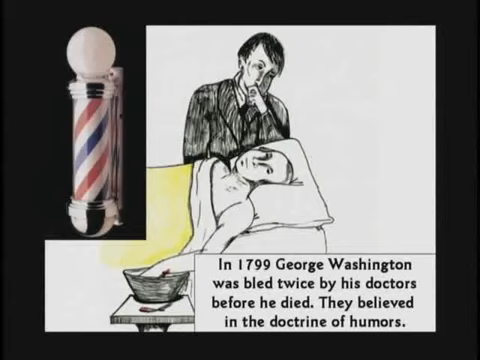 In 1799 George Washington
was bled twice by his doctors
before he died. They believed
in the doctrine of humors.